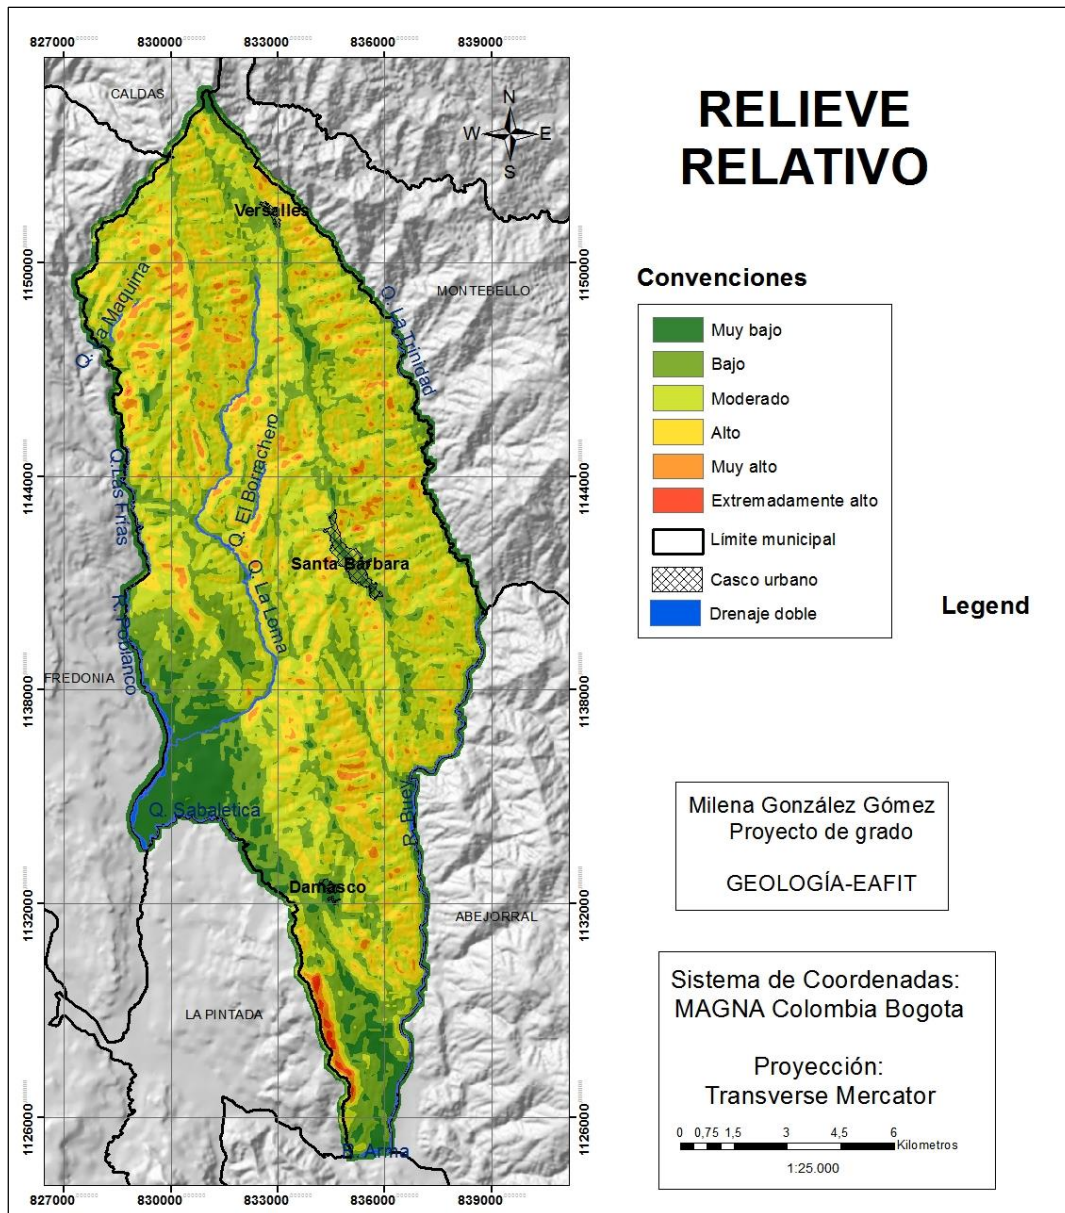 827000 830000 833000 836000 839000
RELIEVE
RELATIVO
CALDAS
N
W E
S
Versalles
1150000
1150000
Convenciones
Q. La Maquina
Q. La Trinidad
MONTEBELLO
Muy bajo
Bajo
Moderado
Alto
Muy alto
Extremadamente alto
Límite municipal
Casco urbano
Drenaje doble
Legend
1144000
1144000
Q. Las Frías
Q. El Borrachero
Santa Bárbara
Q. La Loma
R. Poblanco
FREDONIA
1138000
1138000
Q. Sabaletica
R. Buey
Damasco
1132000
1132000
ABEJORRAL
LA PINTADA
Milena González Gómez
Proyecto de grado
GEOLOGÍA-EAFIT
Sistema de Coordenadas:
MAGNA Colombia Bogota
Proyección:
Transverse Mercator
0 0,75 1,5 3 4,5 6
Kilometros
1:25.000
1126000
1126000
R. Arma
827000 830000 833000 836000 839000